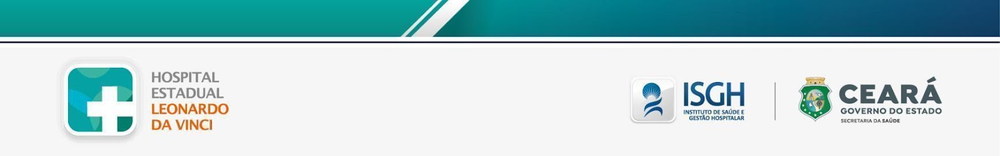 HOSPITAL
ESTADUAL
LEONARDO
DA VINCI
ISGH
INSTITUTO DE SAÚDE E
GESTÃO HOSPITALAR
CEARÁ
GOVERNO DO ESTADO
SECRETARIA DA SAÚDE